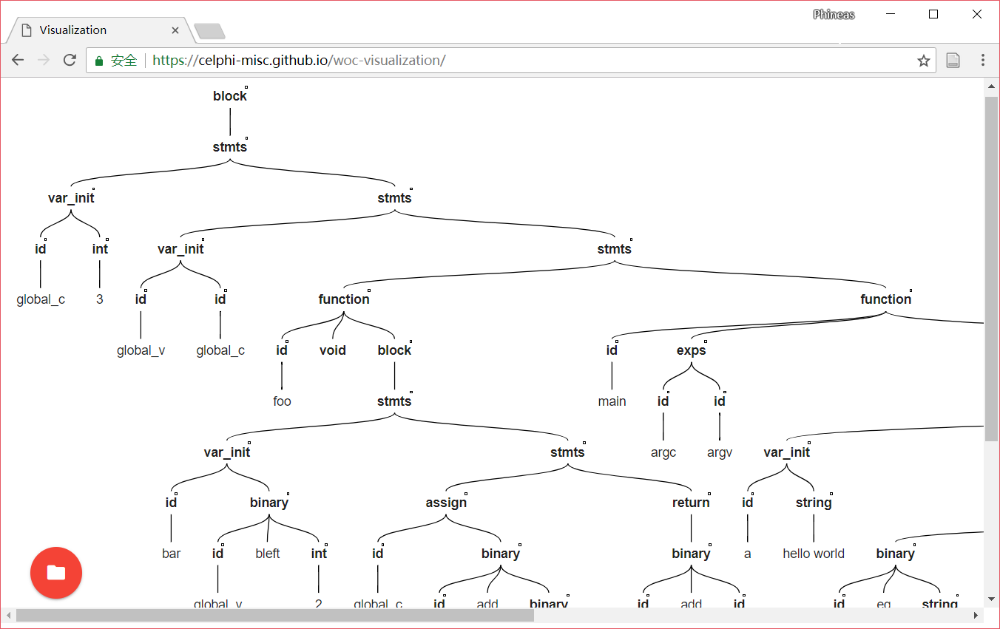 Phineas
Visualization
安全 https://celphi-misc.github.io/woc-visualization/
block
stmts
var_init stmts
id int var_init stmts
global_c 3 id id function function
global_v global_c id void block id exps
foo stmts main id id
var_init stmts argc argv var_init
id binary assign return id string
bar id bleft int id binary binary a hello world binary
global_v 2 global_c id add binary id add id id eq string